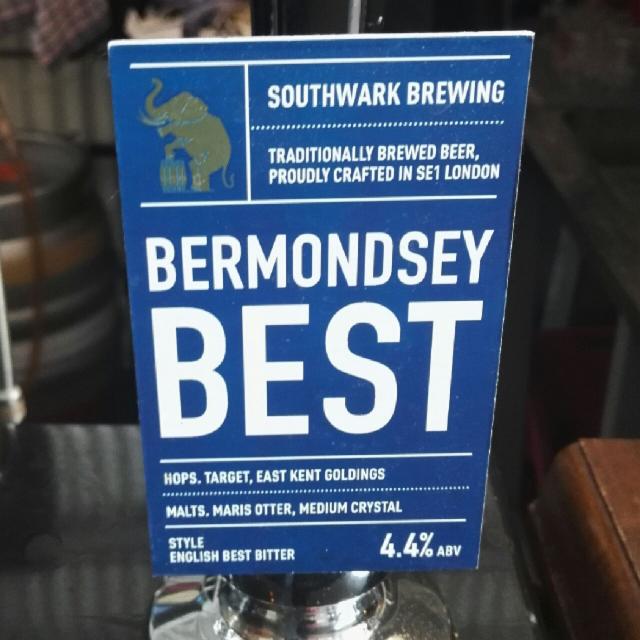 SOUTHWARK BREWING
TRADITIONALLY BREWED BEER,
PROUDLY CRAFTED IN SE1 LONDON
BERMONDSEY
BEST
HOPS. TARGET, EAST KENT GOLDINGS
MALTS. MARIS OTTER, MEDIUM CRYSTAL
STYLE
ENGLISH BEST BITTER
4.4% ABV